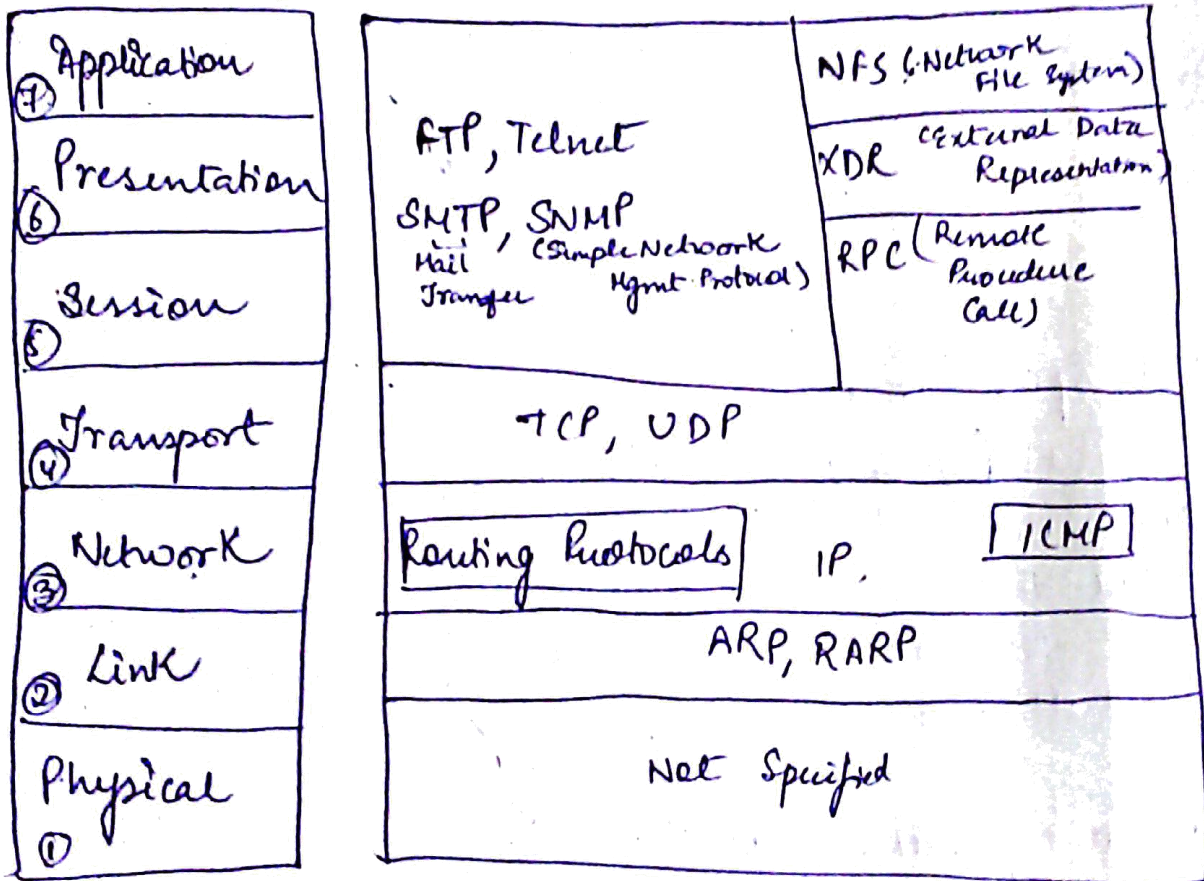 Application
7
Presentation
6
Session
5
Transport
4
Network
3
Link
2
Physical
1
FTP, Telnet
SMTP, SNMP
Mail
Transfer
(Simple Network
Mgmt. Protocol)
NFS (Network
File System)
XDR (External Data
Representation)
RPC (Remote
Procedure
Call)
TCP, UDP
Routing Protocols
IP.
ICMP
ARP, RARP
Not Specified